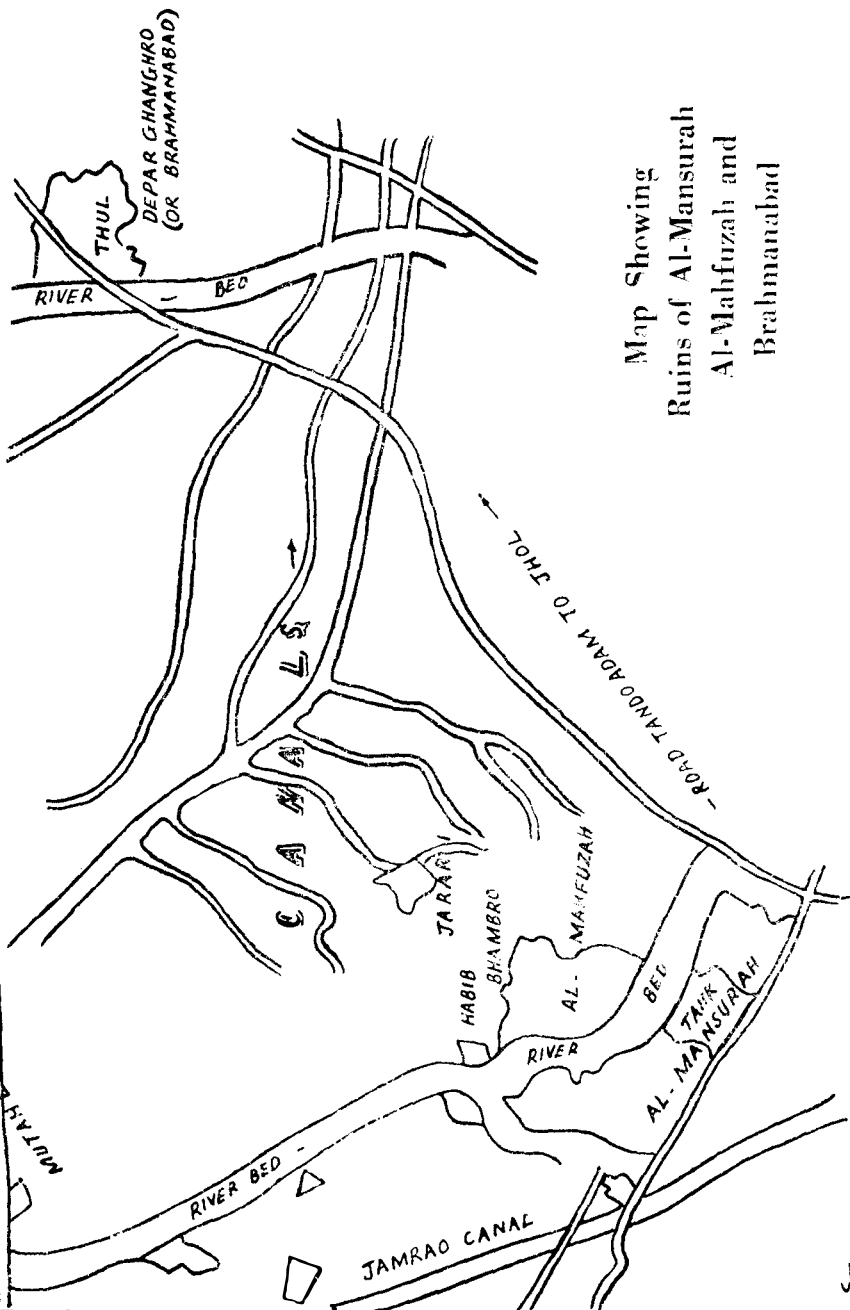 Map Showing
Ruins of Al-Mansurah
Al-Mahfuzah and
Brahmanabad
MUTAH
RIVER BED
JAMRAO CANAL
HABIB
BHAMBRO
AL-MAHFUZAH
RIVER BED
TANK
AL-MANSURAH
JARARI
CANALS
ROAD TANDOADAM TO JHOL
RIVER BED
THUL
DEPAR GHANGHRO
(OR BRAHMANABAD)